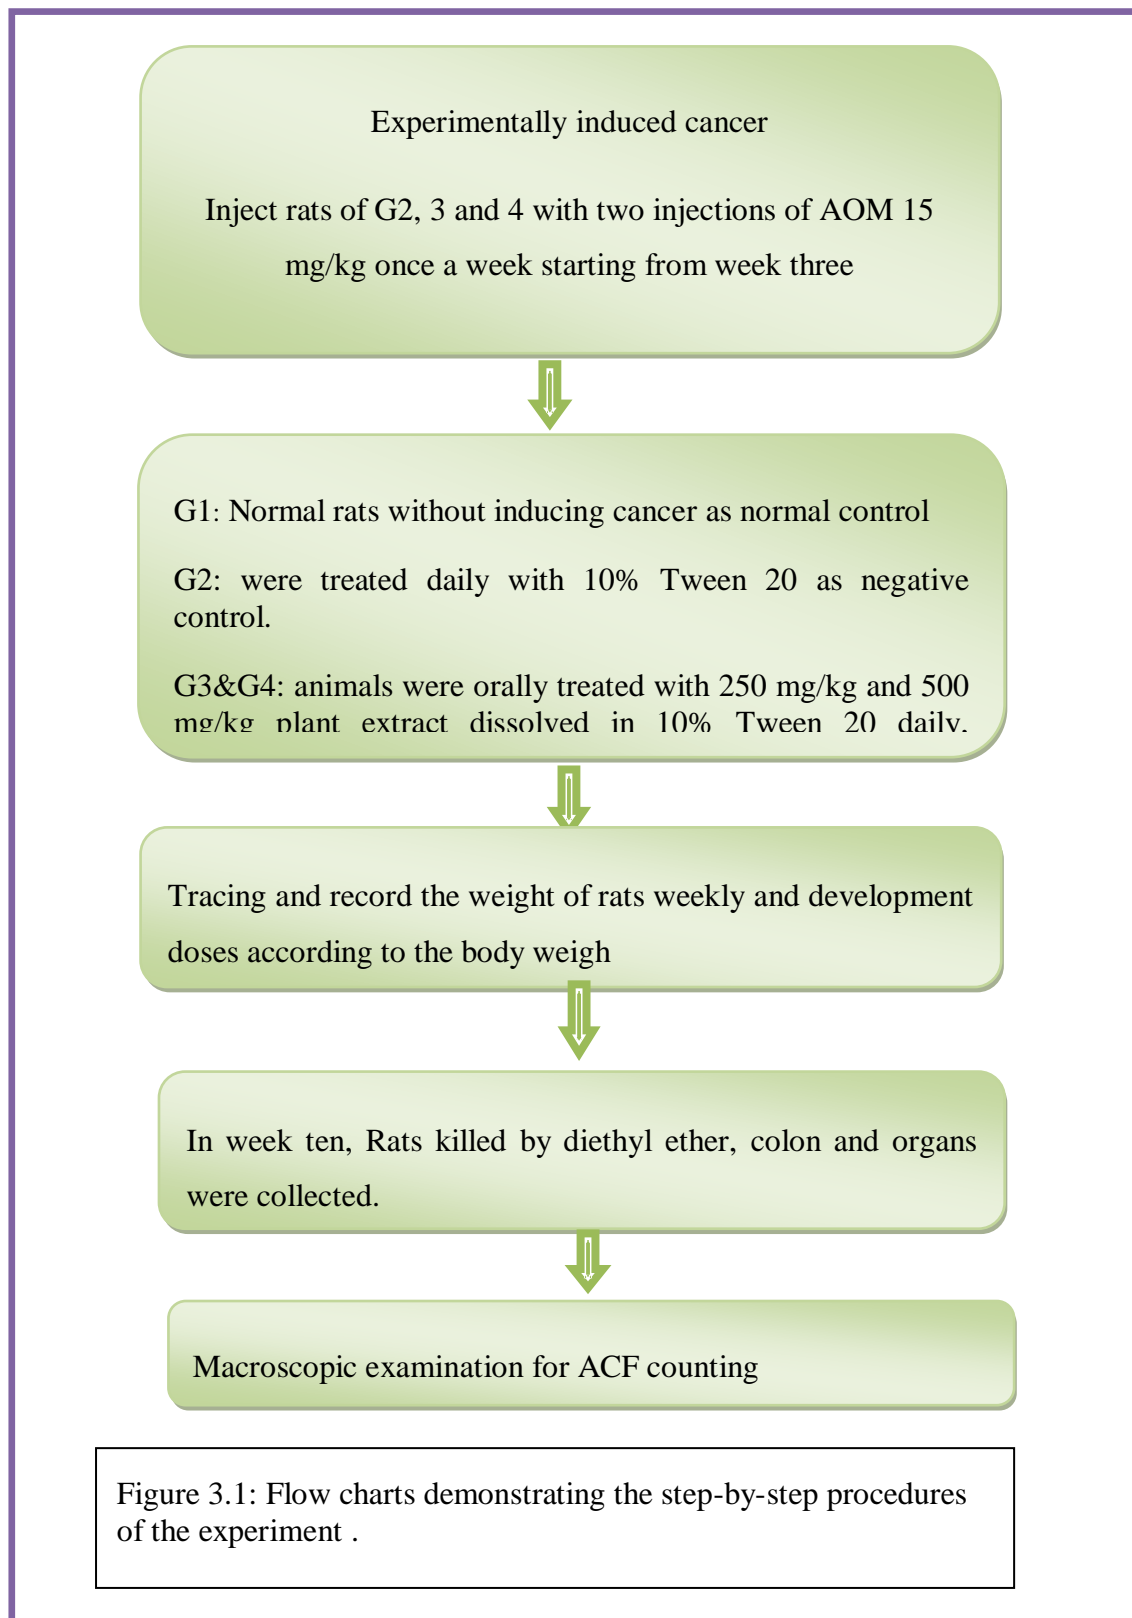 Experimentally induced cancer
Inject rats of G2, 3 and 4 with two injections of AOM 15
mg/kg once a week starting from week three
G1: Normal rats without inducing cancer as normal control
G2: were treated daily with 10% Tween 20 as negative
control.
G3&G4: animals were orally treated with 250 mg/kg and 500
mg/kg plant extract dissolved in 10% Tween 20 daily,
Tracing and record the weight of rats weekly and development
doses according to the body weigh
In week ten, Rats killed by diethyl ether, colon and organs
were collected.
Macroscopic examination for ACF counting
Figure 3.1: Flow charts demonstrating the step-by-step procedures
of the experiment .